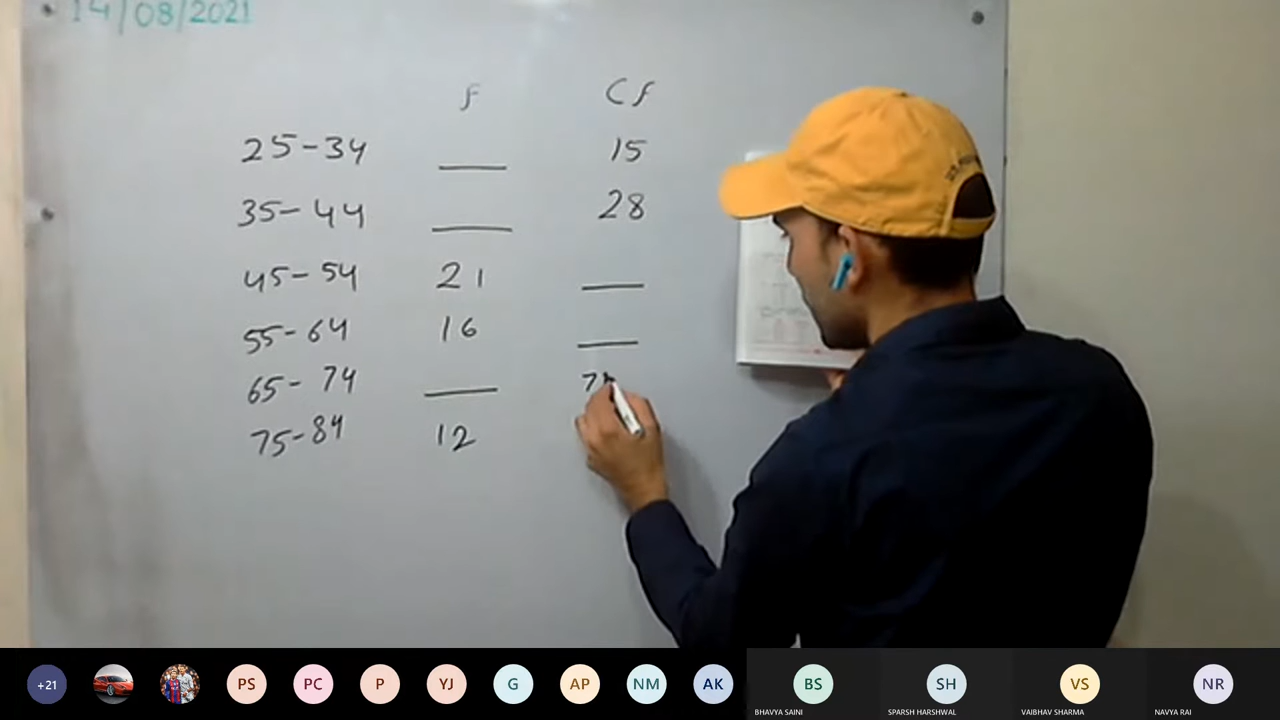 14/08/2021
f Cf
25-34 15
35-44 28
45-54 21
55-64 16
65-74
75-84 12
+21 PS PC P YJ G AP NM AK BS SH VS NR
BHAVYA SAINI SPARSH HARSHWAL VAIBHAV SHARMA NAVYA RAI